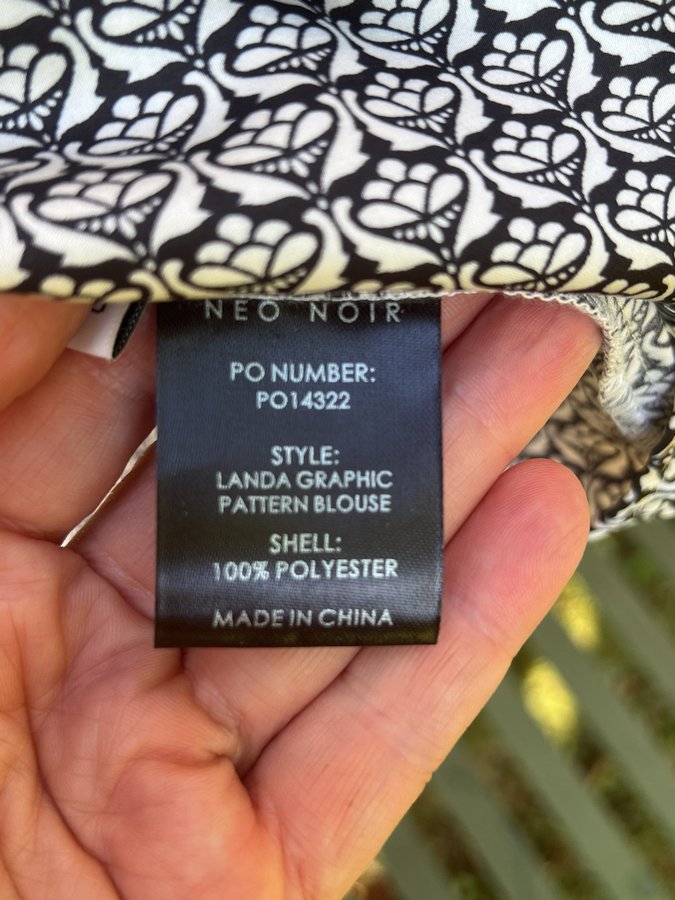 NEO NOIR
PO NUMBER:
PO14322
STYLE:
LANDA GRAPHIC
PATTERN BLOUSE
SHELL:
100% POLYESTER
MADE IN CHINA